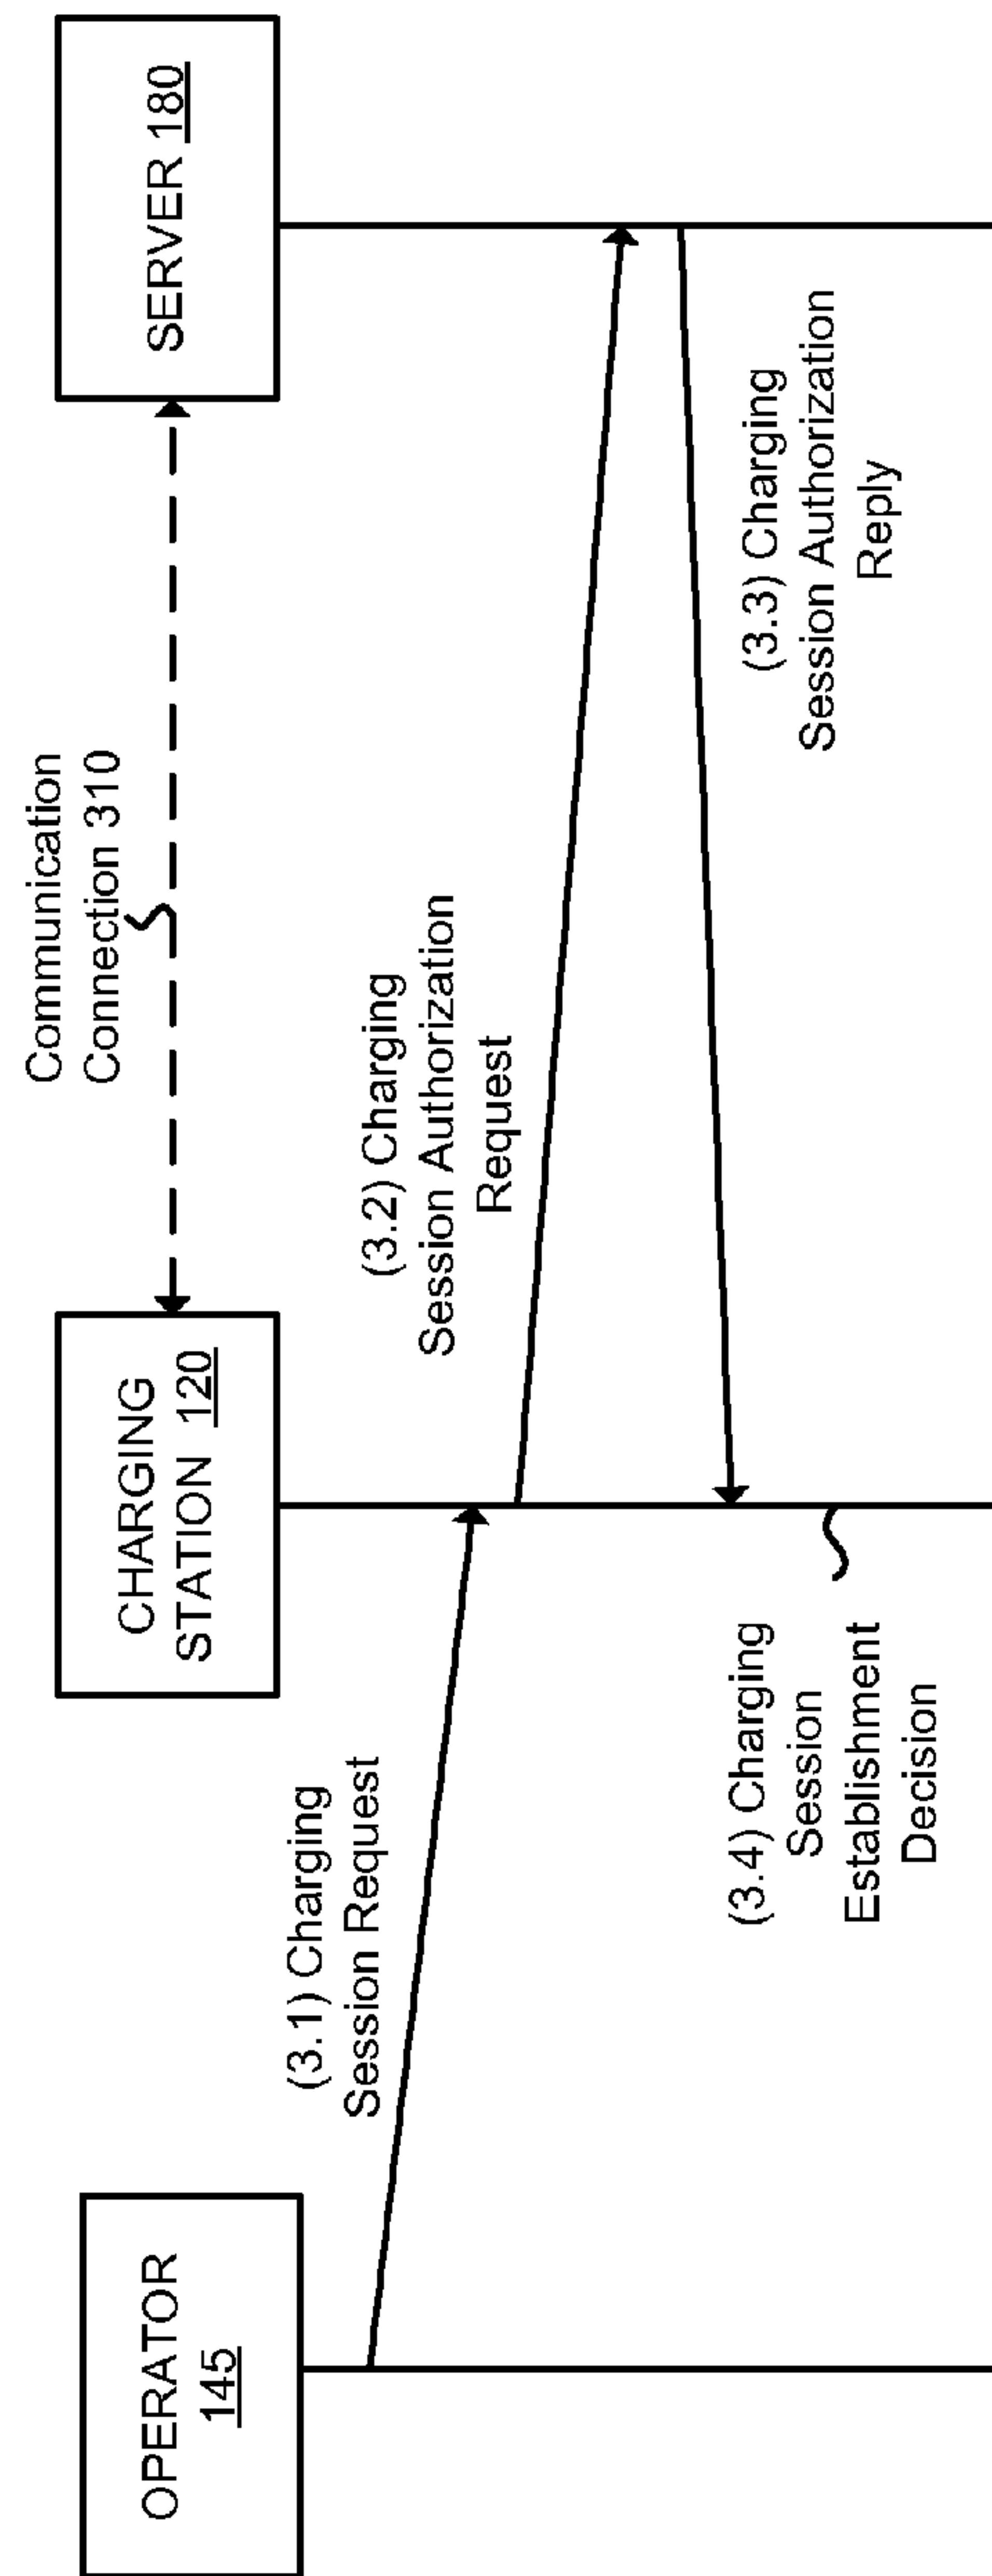 OPERATOR
145
CHARGING
STATION 120
SERVER 180
Communication
Connection 310
(3.1) Charging
Session Request
(3.2) Charging
Session Authorization
Request
(3.3) Charging
Session Authorization
Reply
(3.4) Charging
Session
Establishment
Decision